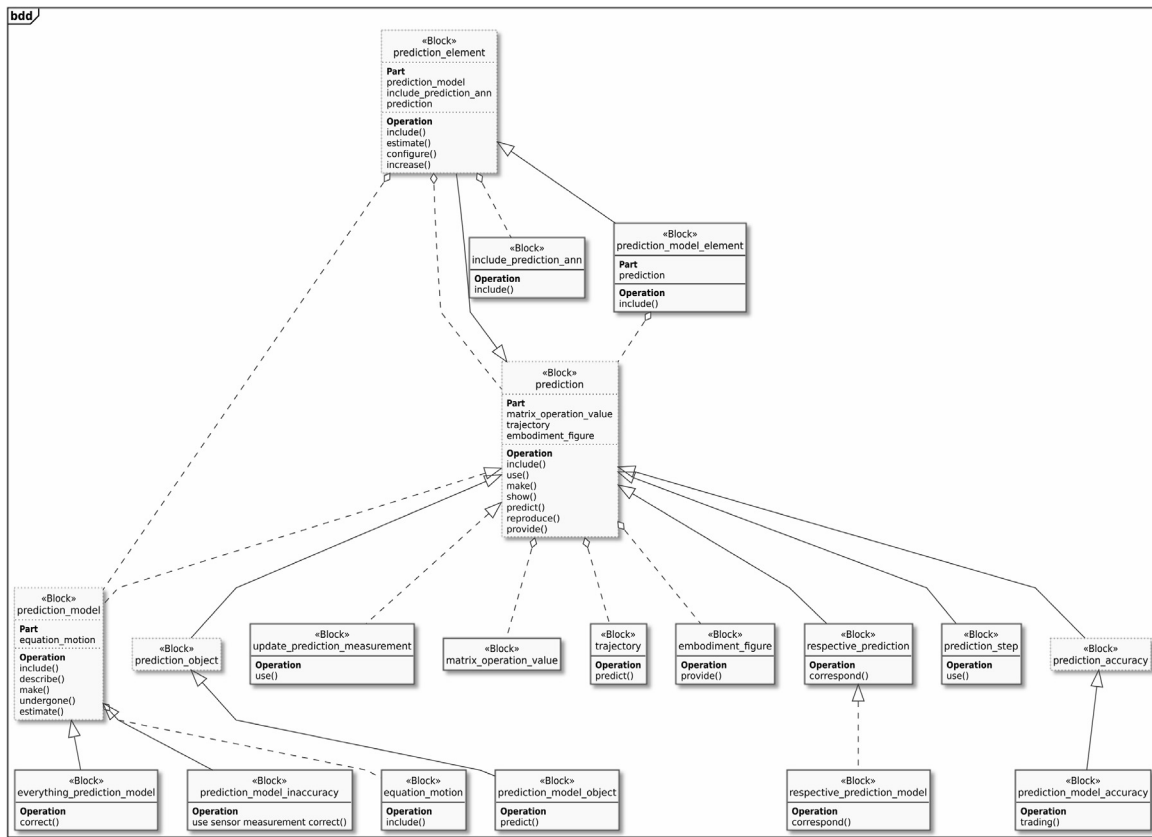 bdd
«Block»
prediction_element
Part
prediction_model
include_prediction_ann
prediction
Operation
include()
estimate()
configure()
increase()
«Block»
include_prediction_ann
Operation
include()
«Block»
prediction_model_element
Part
prediction
Operation
include()
«Block»
prediction
Part
matrix_operation_value
trajectory
embodiment_figure
Operation
include()
use()
make()
show()
predict()
reproduce()
provide()
«Block»
prediction_model
Part
equation_motion
Operation
include()
describe()
make()
undergone()
estimate()
«Block»
prediction_object
«Block»
update_prediction_measurement
Operation
use()
«Block»
matrix_operation_value
«Block»
trajectory
Operation
predict()
«Block»
embodiment_figure
Operation
provide()
«Block»
respective_prediction
Operation
correspond()
«Block»
prediction_step
Operation
use()
«Block»
prediction_accuracy
«Block»
everything_prediction_model
Operation
correct()
«Block»
prediction_model_inaccuracy
Operation
use sensor measurement correct()
«Block»
equation_motion
Operation
include()
«Block»
prediction_model_object
Operation
predict()
«Block»
respective_prediction_model
Operation
correspond()
«Block»
prediction_model_accuracy
Operation
trading()